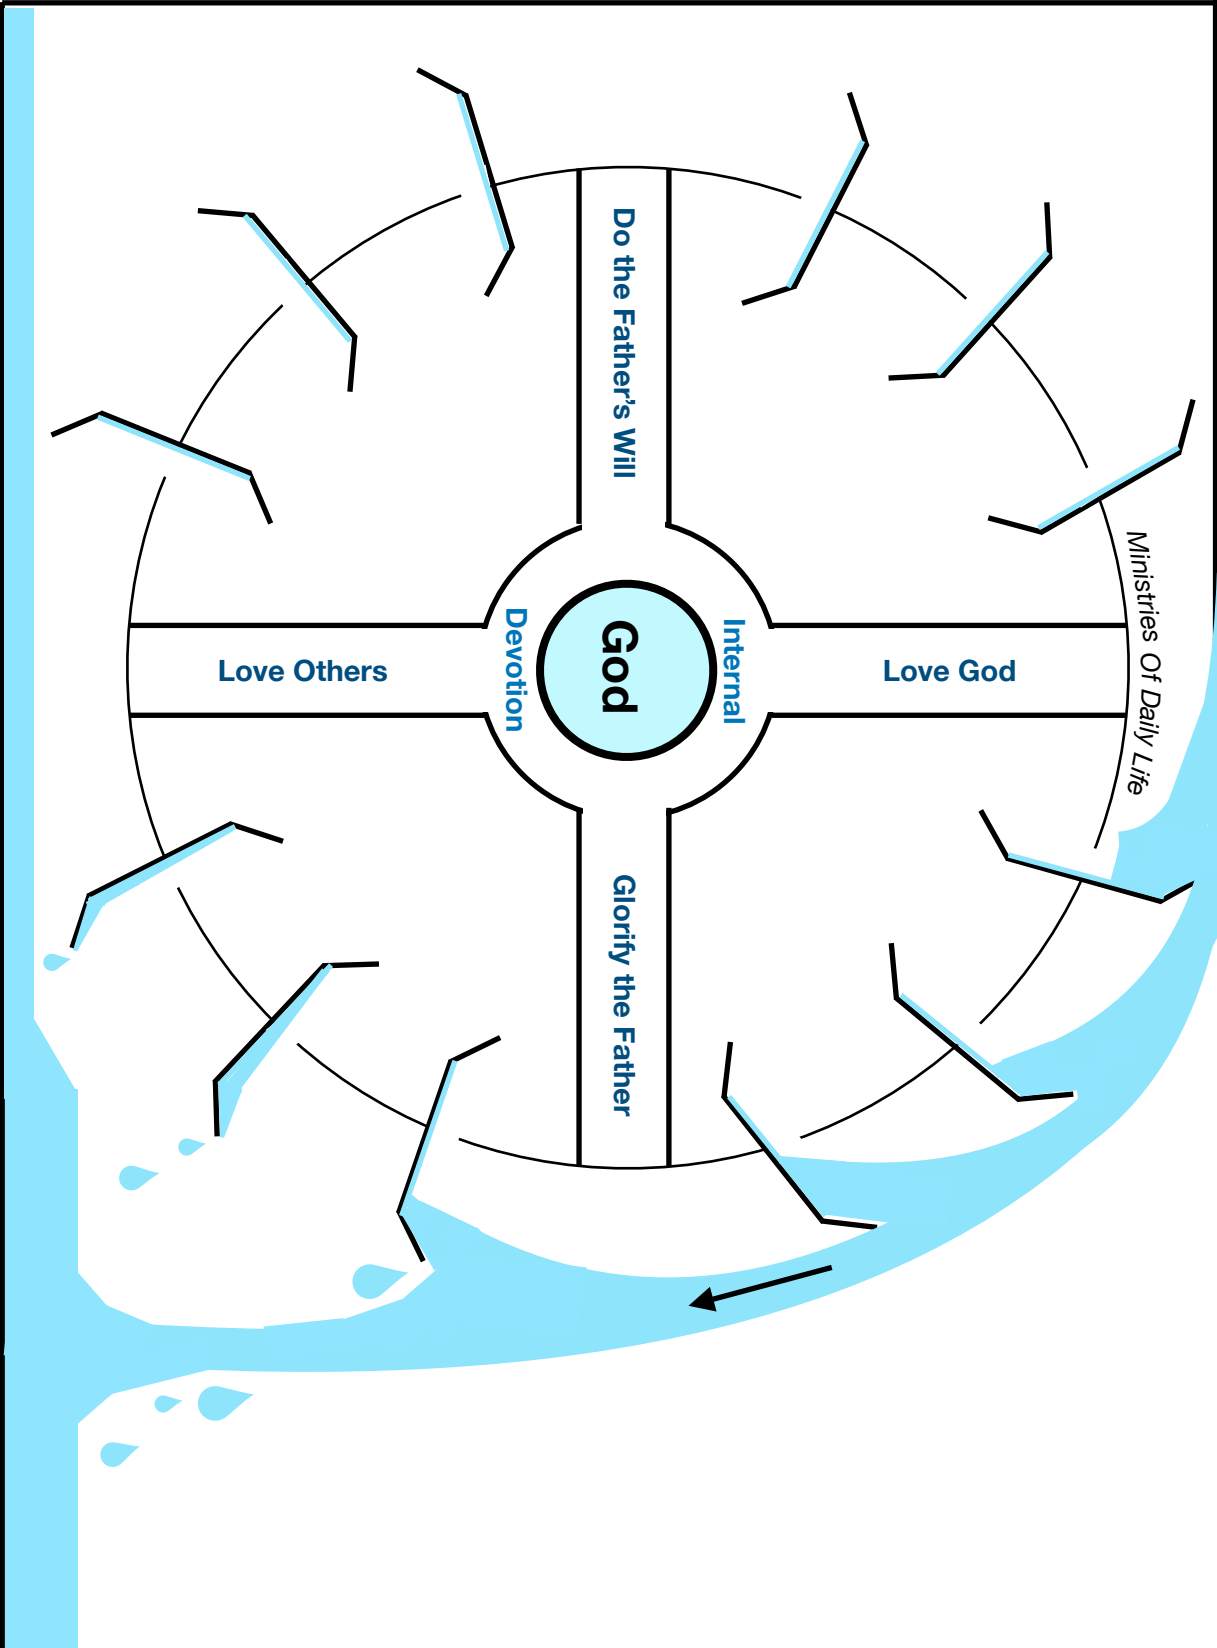 Do the Father's Will
Ministries Of Daily Life
Love Others
Devotion
God
Internal
Love God
Glorify the Father